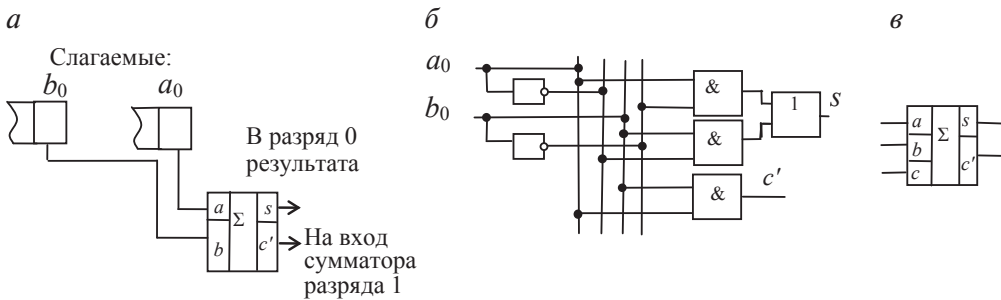 а
Слагаемые:
b0 a0
В разряд 0
результата
a Σ s
b c′
На вход
сумматора
разряда 1
б
a0
b0
&
&
&
1
s
c′
в
a Σ s
b
c c′